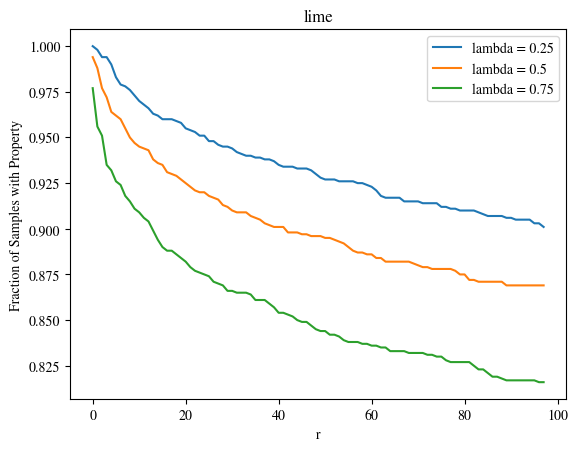 lime
1.000
0.975
0.950
0.925
0.900
0.875
0.850
0.825
Fraction of Samples with Property
lambda = 0.25
lambda = 0.5
lambda = 0.75
0
20
40
60
80
100
r